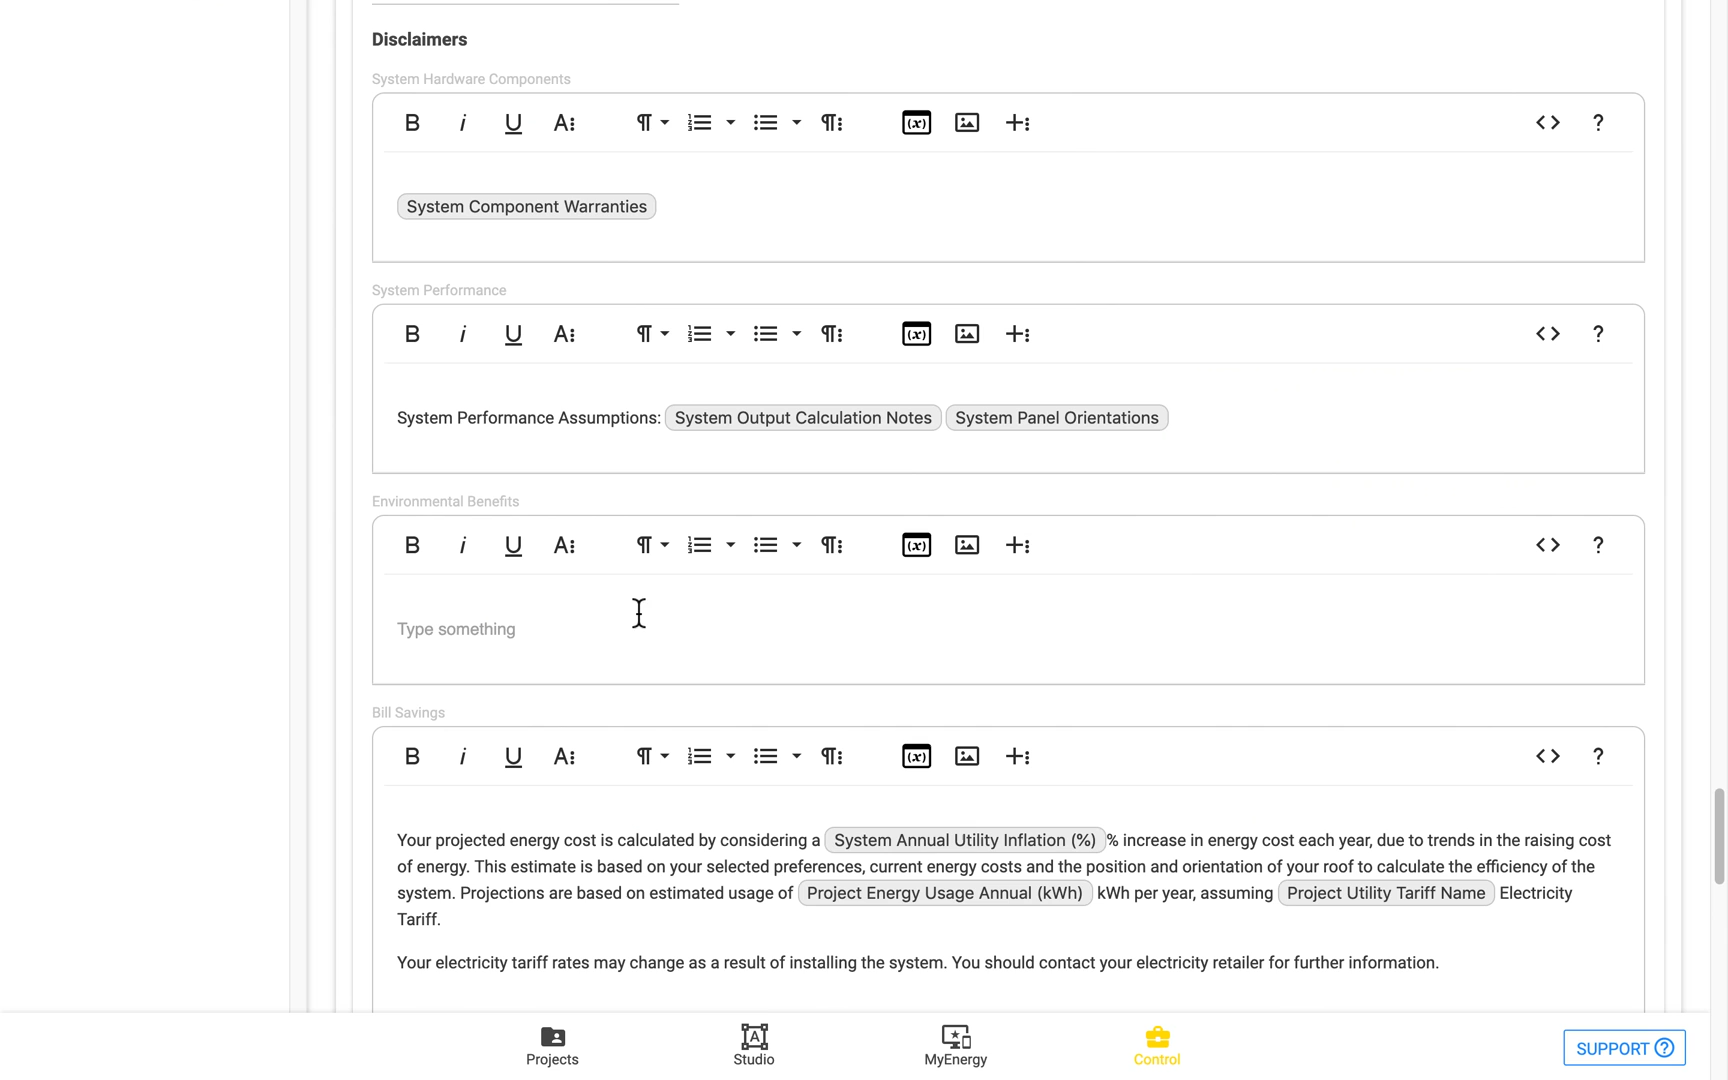 Disclaimers
System Hardware Components
B i U A
System Component Warranties
System Performance
B i U A
System Performance Assumptions: System Output Calculation Notes System Panel Orientations
Environmental Benefits
B i U A
Type something
Bill Savings
B i U A
Your projected energy cost is calculated by considering a System Annual Utility Inflation (%) % increase in energy cost each year, due to trends in the raising cost
of energy. This estimate is based on your selected preferences, current energy costs and the position and orientation of your roof to calculate the efficiency of the
system. Projections are based on estimated usage of Project Energy Usage Annual (kWh) kWh per year, assuming Project Utility Tariff Name Electricity
Tariff.
Your electricity tariff rates may change as a result of installing the system. You should contact your electricity retailer for further information.
Projects
Studio
MyEnergy
Control
SUPPORT ?